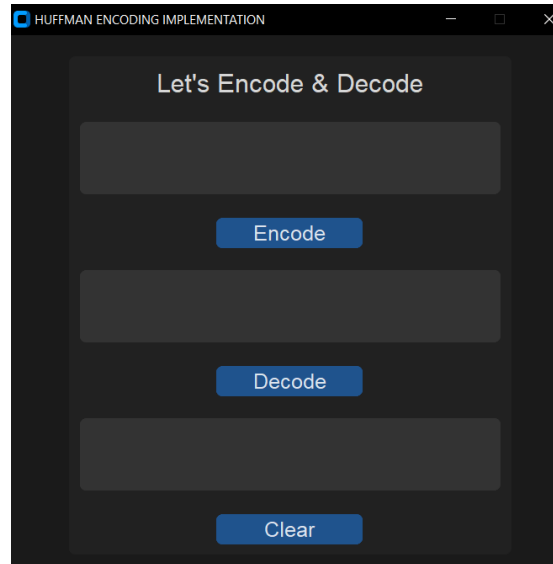 HUFFMAN ENCODING IMPLEMENTATION
Let's Encode & Decode
Encode
Decode
Clear